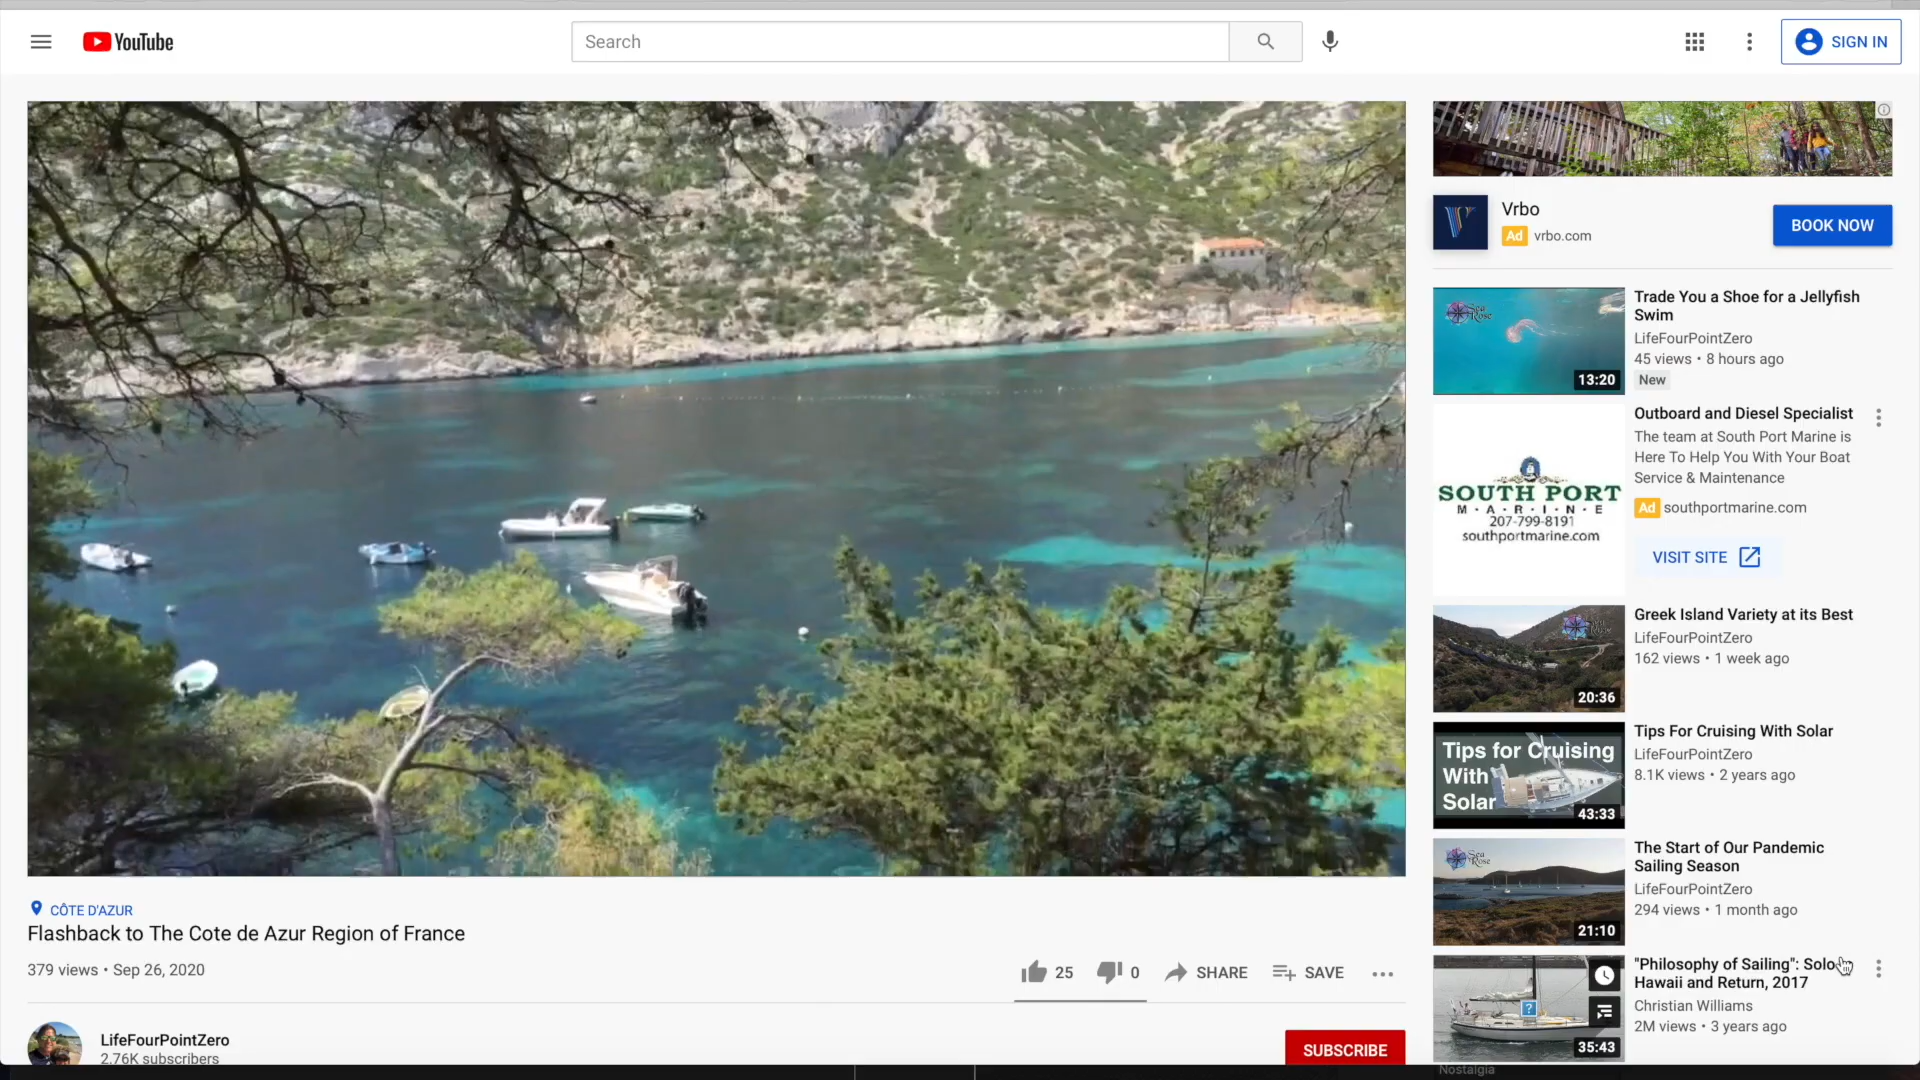 YouTube
Search
SIGN IN
CÔTE D'AZUR
Flashback to The Cote de Azur Region of France
379 views • Sep 26, 2020
25
0
SHARE
SAVE
LifeFourPointZero
2.76K subscribers
SUBSCRIBE
Vrbo
Ad vrbo.com
BOOK NOW
Sea
Rose
13:20
Trade You a Shoe for a Jellyfish
Swim
LifeFourPointZero
45 views • 8 hours ago
New
SOUTH PORT
M·A·R·I·N·E
207-799-8191
southportmarine.com
Outboard and Diesel Specialist
The team at South Port Marine is
Here To Help You With Your Boat
Service & Maintenance
Ad southportmarine.com
VISIT SITE
20:36
Greek Island Variety at its Best
LifeFourPointZero
162 views • 1 week ago
Tips for Cruising
With
Solar
43:33
Tips For Cruising With Solar
LifeFourPointZero
8.1K views • 2 years ago
Sea
Rose
21:10
The Start of Our Pandemic
Sailing Season
LifeFourPointZero
294 views • 1 month ago
?
35:43
"Philosophy of Sailing": Solo
Hawaii and Return, 2017
Christian Williams
2M views • 3 years ago
Nostalgia